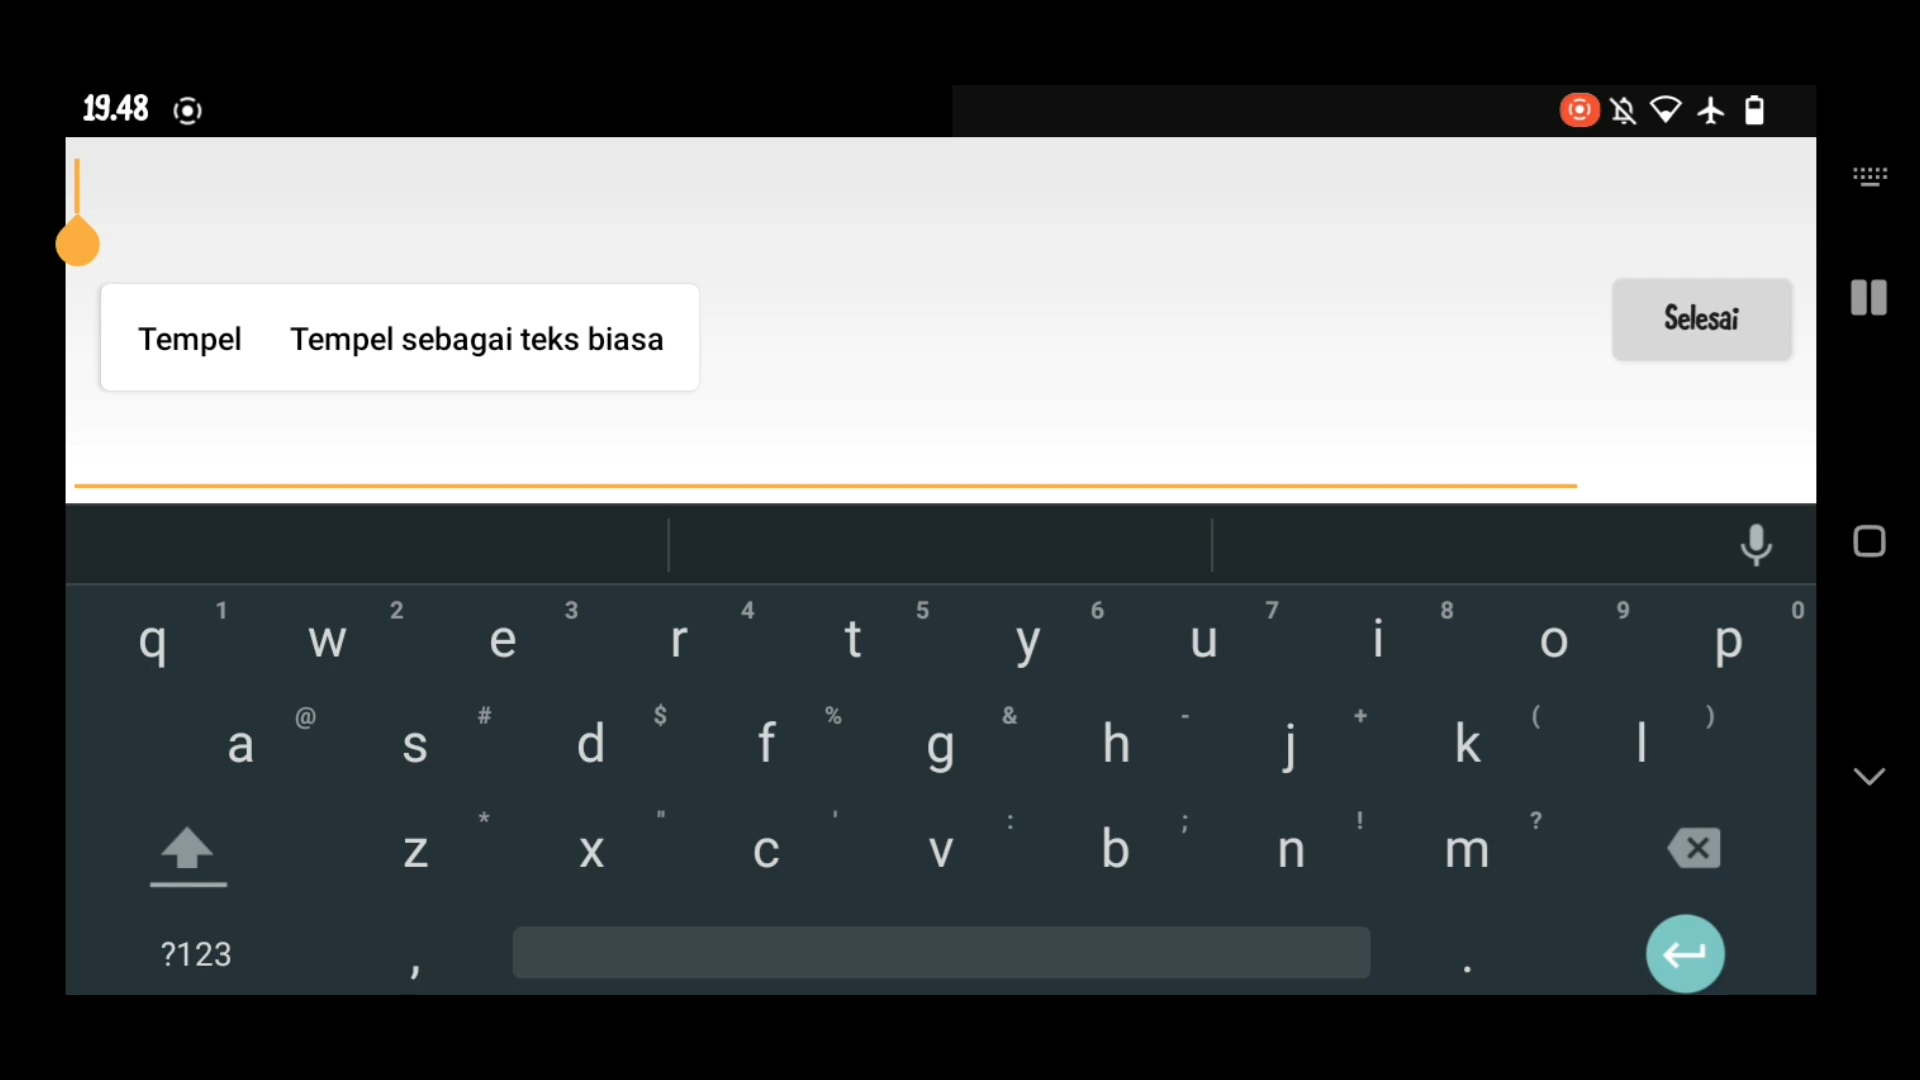 19.48
Tempel Tempel sebagai teks biasa
Selesai
1 2 3 4 5 6 7 8 9 0
q w e r t y u i o p
@ # $ % & - + ( )
a s d f g h j k l
* " ' : ; ! ?
z x c v b n m
?123 , .